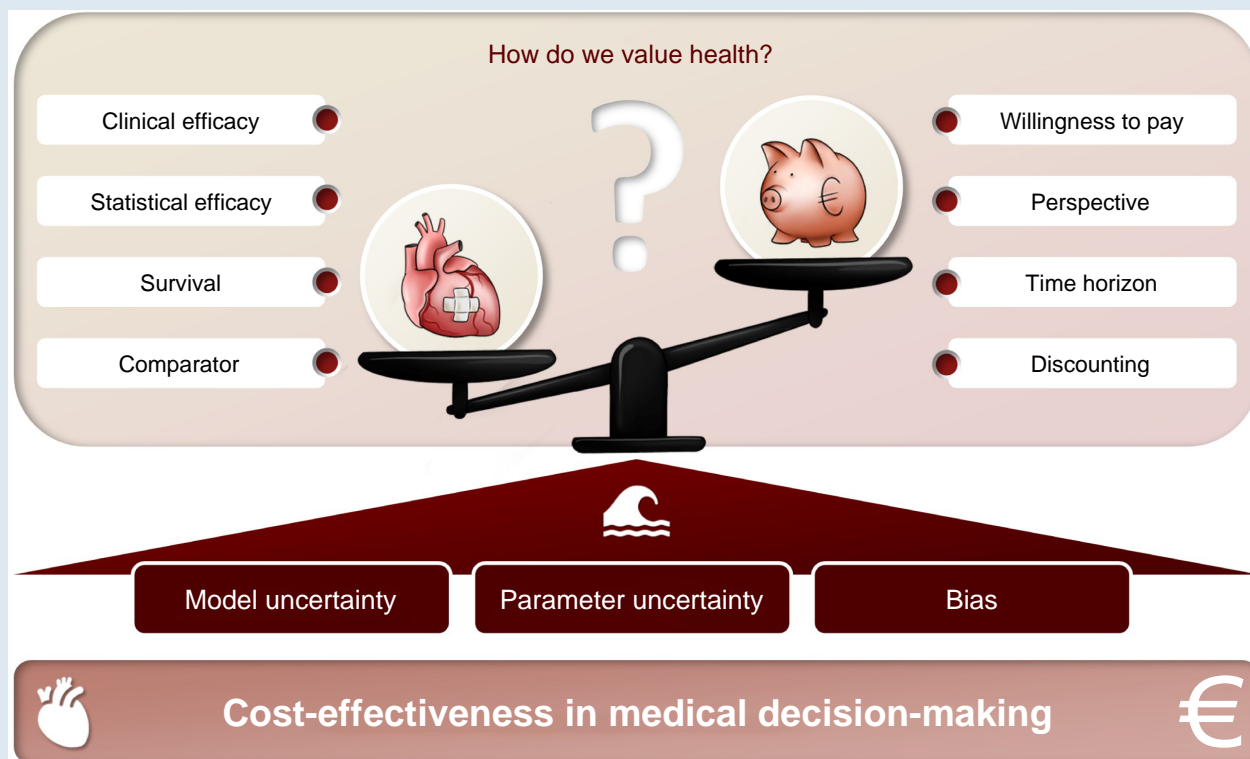 How do we value health?
Clinical efficacy
Statistical efficacy
Survival
Comparator
?
€
Willingness to pay
Perspective
Time horizon
Discounting
Model uncertainty
Parameter uncertainty
Bias
Cost-effectiveness in medical decision-making
€